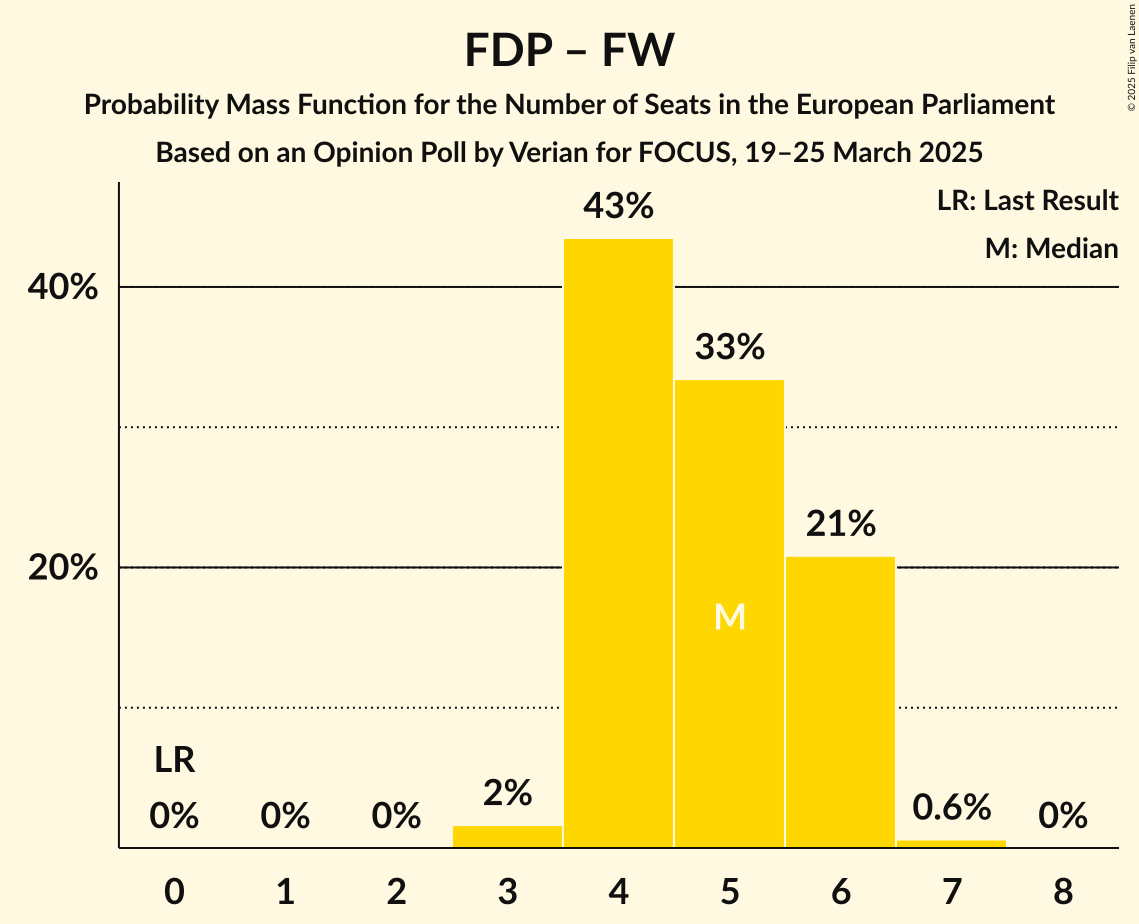 FDP – FW
Probability Mass Function for the Number of Seats in the European Parliament
Based on an Opinion Poll by Verian for FOCUS, 19–25 March 2025
© 2025 Filip van Laenen
LR: Last Result
M: Median
40%
20%
LR
0%
0%
0%
2%
43%
33%
M
21%
0.6%
0%
0 1 2 3 4 5 6 7 8